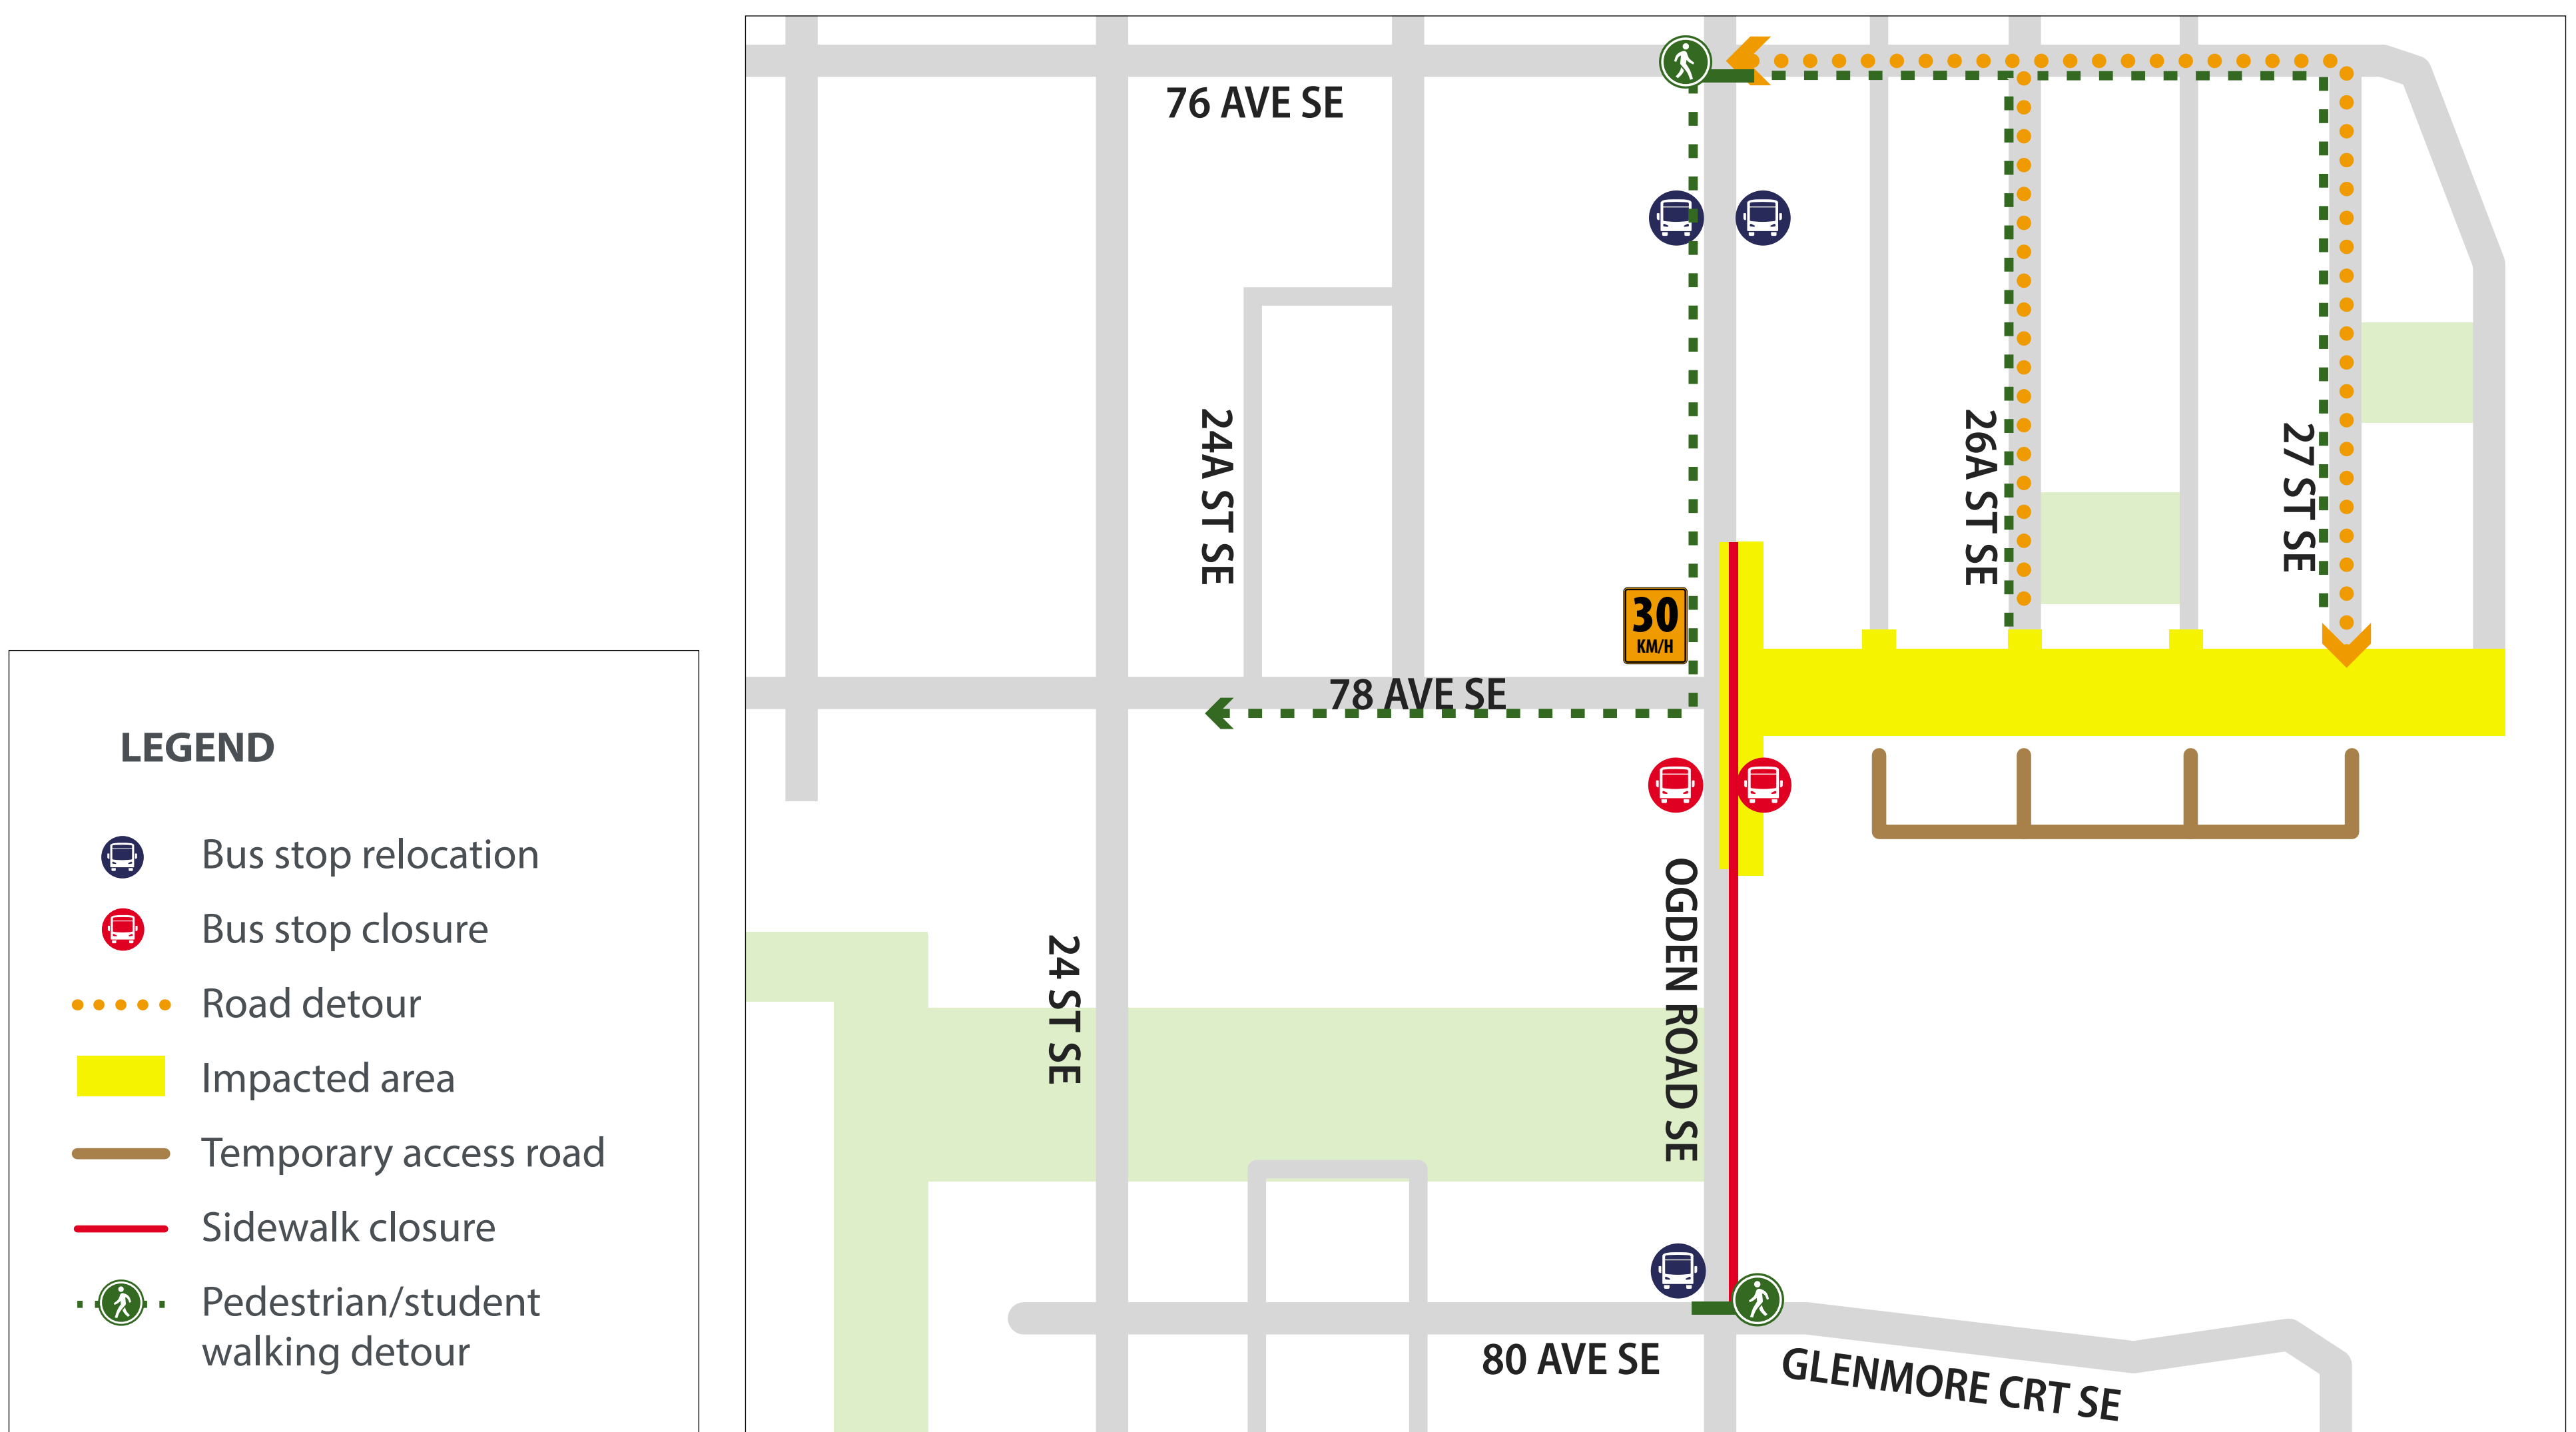 76 AVE SE
24A ST SE
26A ST SE
27 ST SE
30
KM/H
78 AVE SE
OGDEN ROAD SE
24 ST SE
80 AVE SE
GLENMORE CRT SE
LEGEND
Bus stop relocation
Bus stop closure
Road detour
Impacted area
Temporary access road
Sidewalk closure
Pedestrian/student
walking detour